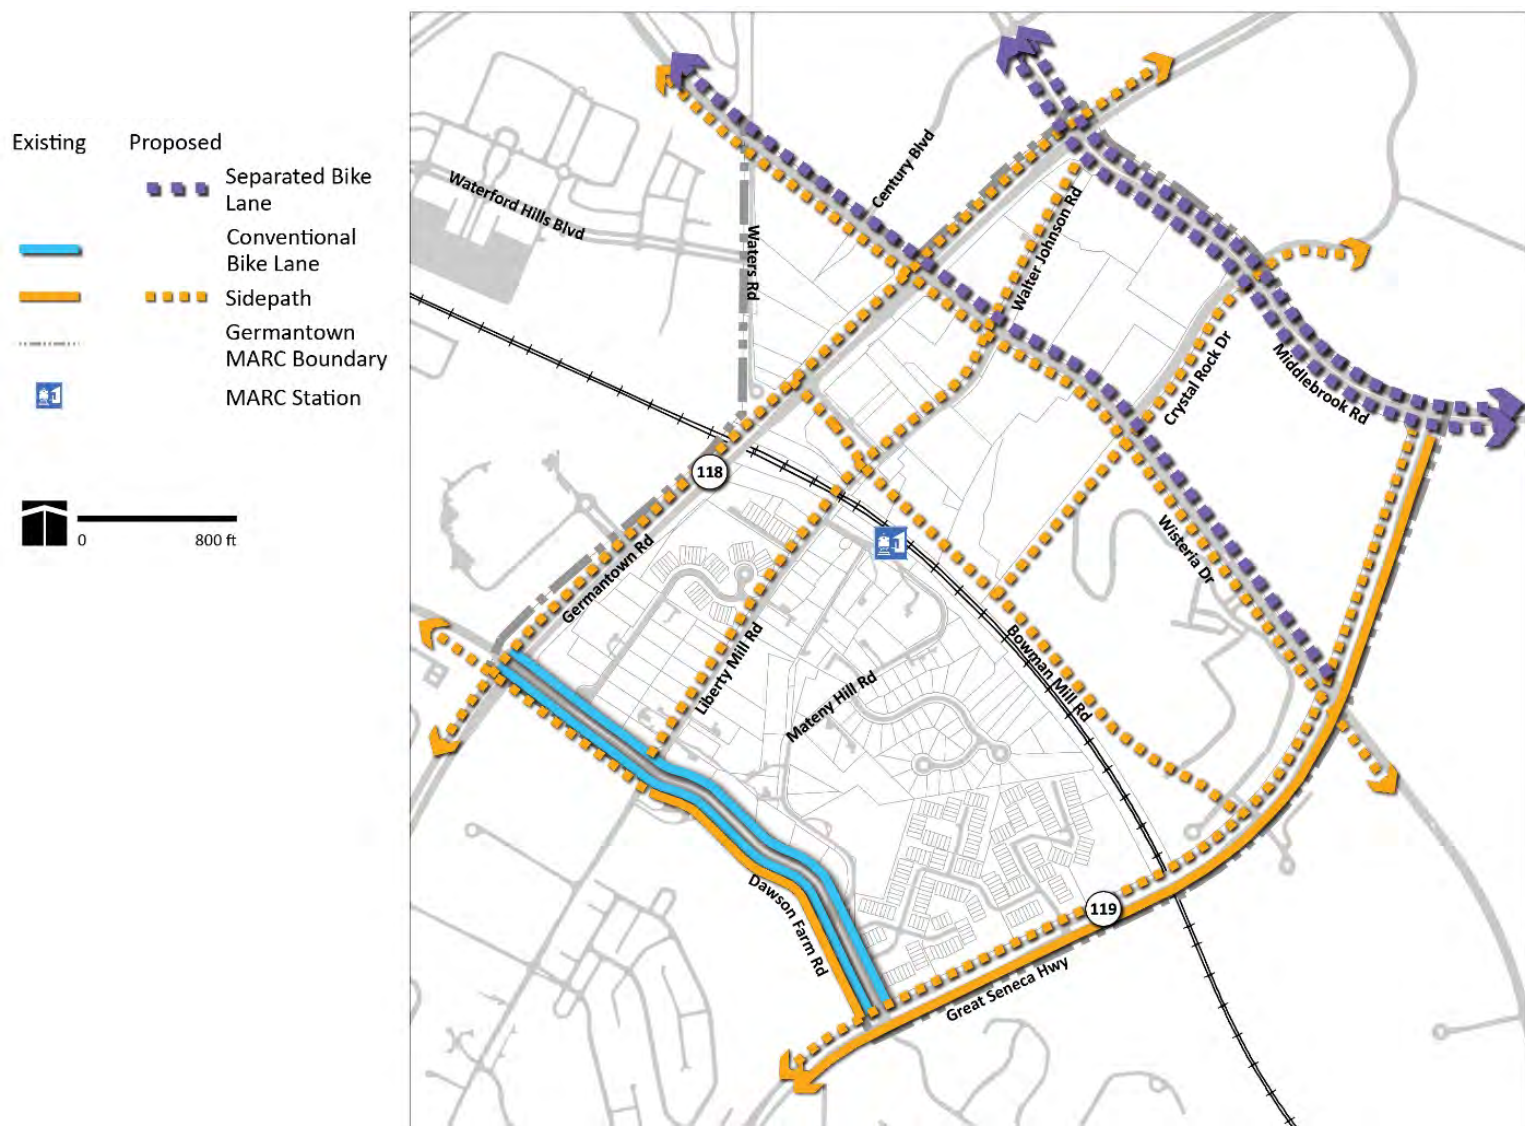 Existing Proposed
Separated Bike
Lane
Conventional
Bike Lane
Sidepath
Germantown
MARC Boundary
MARC Station
0 800 ft
Waterford Hills Blvd
Waters Rd
Century Blvd
Walter Johnson Rd
Crystal Rock Dr
Middlebrook Rd
118
Germantown Rd
Liberty Mill Rd
Mateny Hill Rd
Bowman Mill Rd
Wisteria Dr
Dawson Farm Rd
119
Great Seneca Hwy